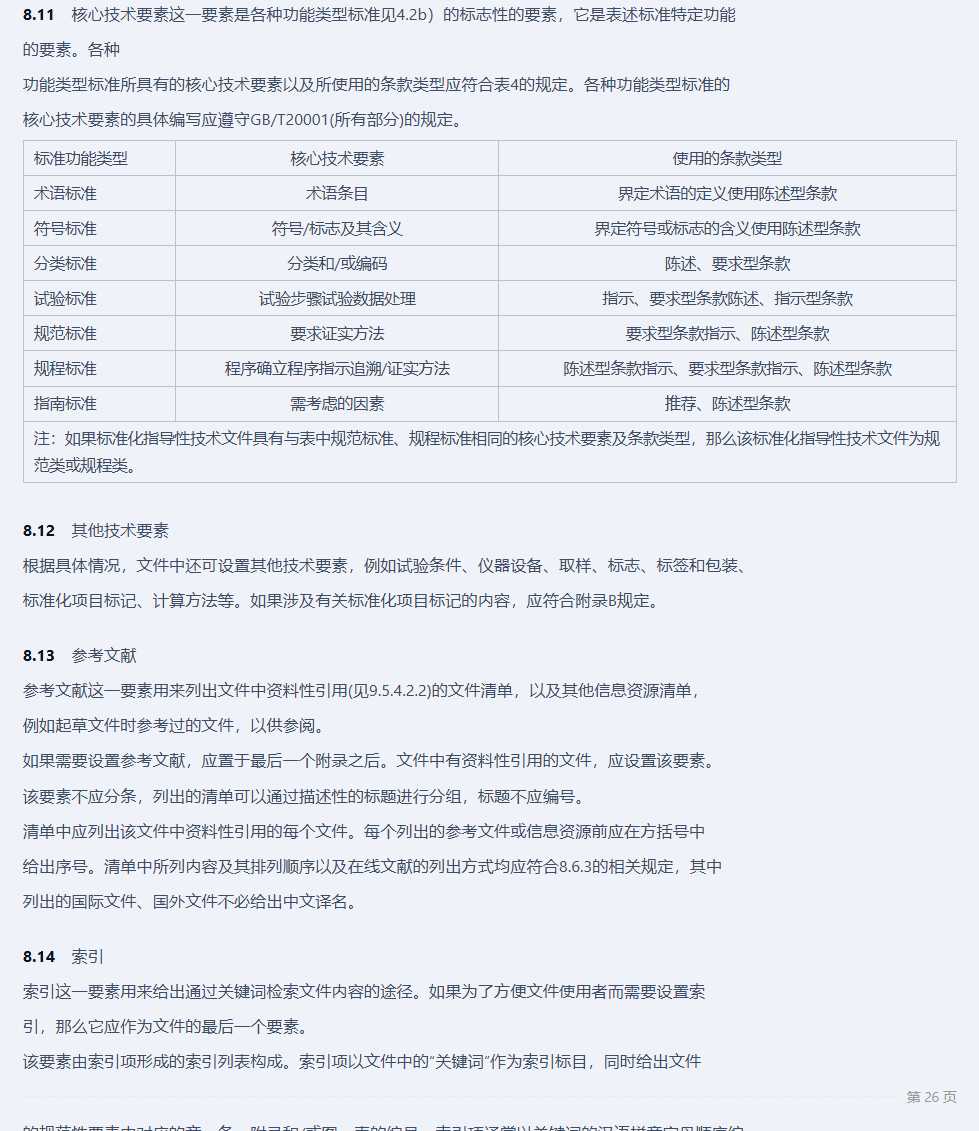 8.11 核心技术要素这一要素是各种功能类型标准见4.2b）的标志性的要素，它是表述标准特定功能
的要素。各种
功能类型标准所具有的核心技术要素以及所使用的条款类型应符合表4的规定。各种功能类型标准的
核心技术要素的具体编写应遵守GB/T20001(所有部分)的规定。
标准功能类型 核心技术要素 使用的条款类型
术语标准 术语条目 界定术语的定义使用陈述型条款
符号标准 符号/标志及其含义 界定符号或标志的含义使用陈述型条款
分类标准 分类和/或编码 陈述、要求型条款
试验标准 试验步骤试验数据处理 指示、要求型条款陈述、指示型条款
规范标准 要求证实方法 要求型条款指示、陈述型条款
规程标准 程序确立程序指示追溯/证实方法 陈述型条款指示、要求型条款指示、陈述型条款
指南标准 需考虑的因素 推荐、陈述型条款
注：如果标准化指导性技术文件具有与表中规范标准、规程标准相同的核心技术要素及条款类型，那么该标准化指导性技术文件为规
范类或规程类。
8.12 其他技术要素
根据具体情况，文件中还可设置其他技术要素，例如试验条件、仪器设备、取样、标志、标签和包装、
标准化项目标记、计算方法等。如果涉及有关标准化项目标记的内容，应符合附录B规定。
8.13 参考文献
参考文献这一要素用来列出文件中资料性引用(见9.5.4.2.2)的文件清单，以及其他信息资源清单，
例如起草文件时参考过的文件，以供参阅。
如果需要设置参考文献，应置于最后一个附录之后。文件中有资料性引用的文件，应设置该要素。
该要素不应分条，列出的清单可以通过描述性的标题进行分组，标题不应编号。
清单中应列出该文件中资料性引用的每个文件。每个列出的参考文件或信息资源前应在方括号中
给出序号。清单中所列内容及其排列顺序以及在线文献的列出方式均应符合8.6.3的相关规定，其中
列出的国际文件、国外文件不必给出中文译名。
8.14 索引
索引这一要素用来给出通过关键词检索文件内容的途径。如果为了方便文件使用者而需要设置索
引，那么它应作为文件的最后一个要素。
该要素由索引项形成的索引列表构成。索引项以文件中的“关键词”作为索引标目，同时给出文件
第 26 页